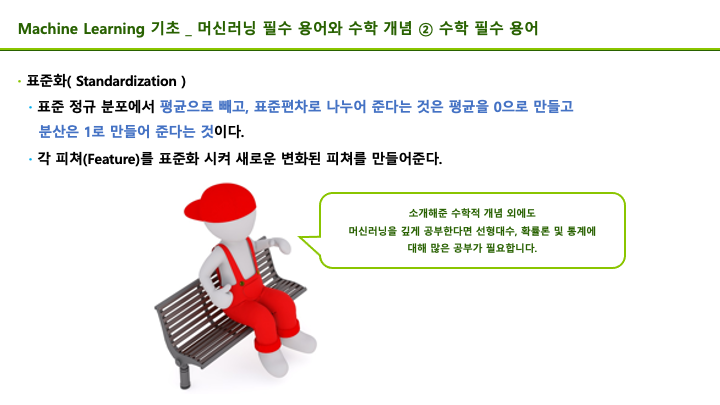 Machine Learning 기초 _ 머신러닝 필수 용어와 수학 개념 ② 수학 필수 용어
· 표준화( Standardization )
· 표준 정규 분포에서 평균으로 빼고, 표준편차로 나누어 준다는 것은 평균을 0으로 만들고
분산은 1로 만들어 준다는 것이다.
· 각 피쳐(Feature)를 표준화 시켜 새로운 변화된 피쳐를 만들어준다.
소개해준 수학적 개념 외에도
머신러닝을 깊게 공부한다면 선형대수, 확률론 및 통계에
대해 많은 공부가 필요합니다.